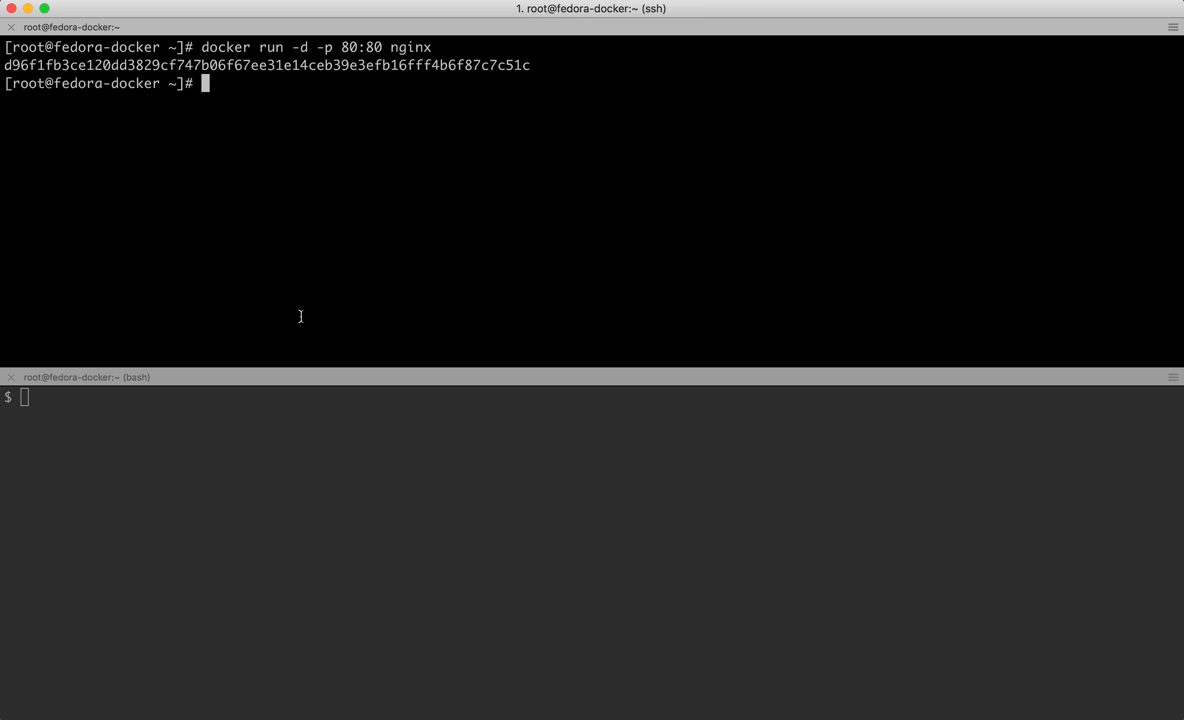 1. root@fedora-docker:~ (ssh)
root@fedora-docker:~
[root@fedora-docker ~]# docker run -d -p 80:80 nginx
d96f1fb3ce120dd3829cf747b06f67ee31e14ceb39e3efb16fff4b6f87c7c51c
[root@fedora-docker ~]#
root@fedora-docker:~ (bash)
$